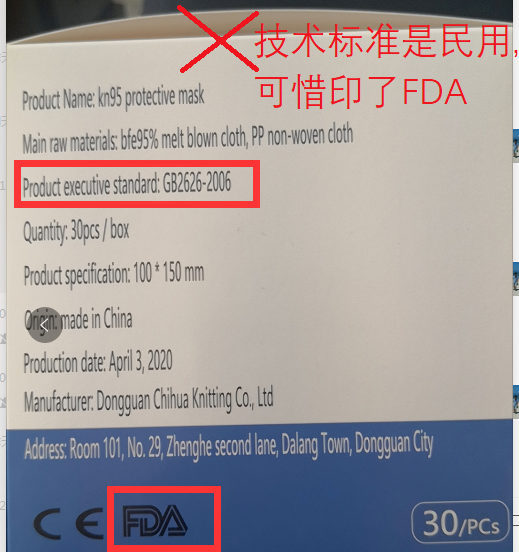 技术标准是民用,
可惜印了FDA
Product Name: kn95 protective mask
Main raw materials: bfe95% melt blown cloth, PP non-woven cloth
Product executive standard: GB2626-2006
Quantity: 30pcs / box
Product specification: 100 * 150 mm
Origin: made in China
Production date: April 3, 2020
Manufacturer: Dongguan Chihua Knitting Co., Ltd
Address: Room 101, No. 29, Zhenghe second lane, Dalang Town, Dongguan City
CE FDA
30/PCs